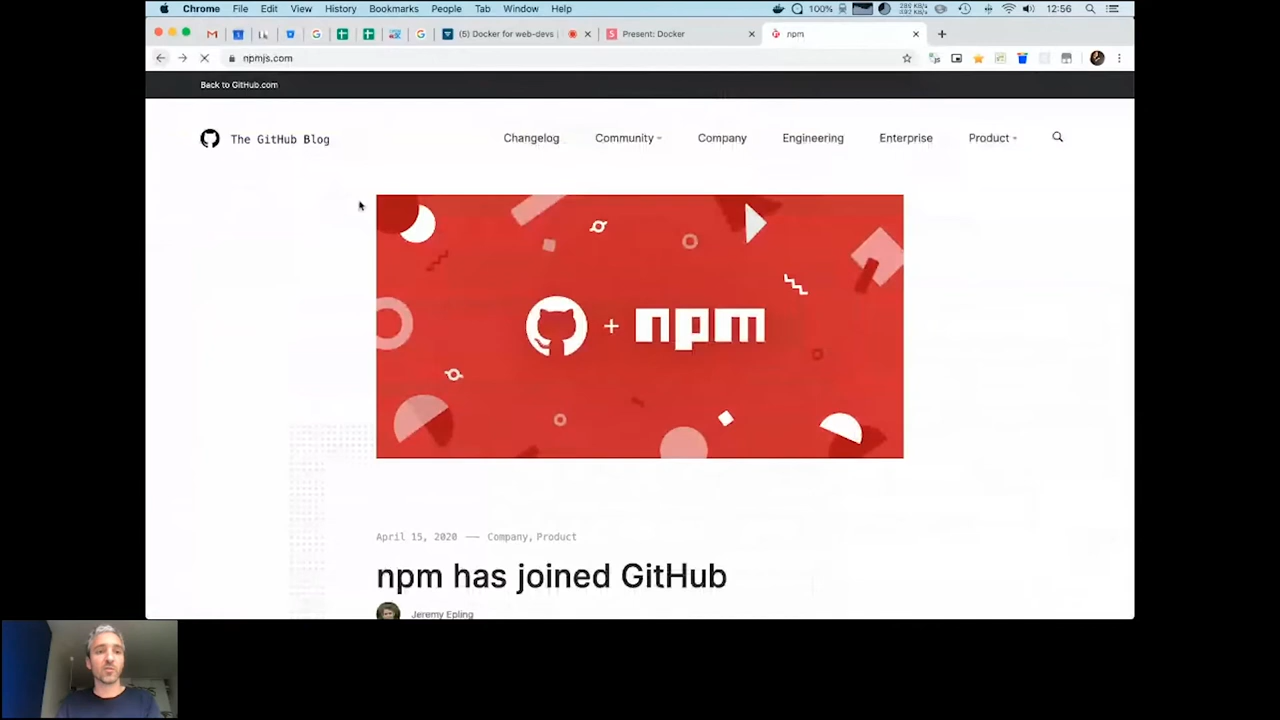 Chrome File Edit View History Bookmarks People Tab Window Help 100% 12:56
(5) Docker for web-devs Present: Docker npm
npmjs.com
Back to GitHub.com
The GitHub Blog Changelog Community Company Engineering Enterprise Product
+ npm
April 15, 2020 — Company, Product
npm has joined GitHub
Jeremy Epling